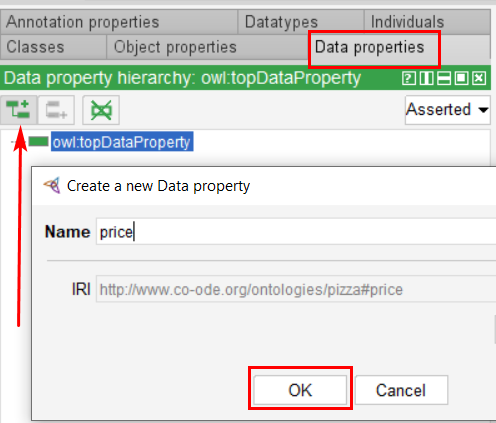 Annotation properties Datatypes Individuals
Classes Object properties Data properties
Data property hierarchy: owl:topDataProperty
Asserted
owl:topDataProperty
Create a new Data property
Name price
IRI http://www.co-ode.org/ontologies/pizza#price
OK Cancel